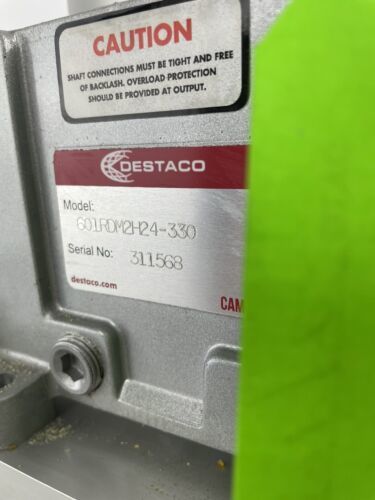 CAUTION
SHAFT CONNECTIONS MUST BE TIGHT AND FREE
OF BACKLASH. OVERLOAD PROTECTION
SHOULD BE PROVIDED AT OUTPUT.
DESTACO
Model:
601RDM2H24-330
Serial No: 311568
destaco.com
CAM